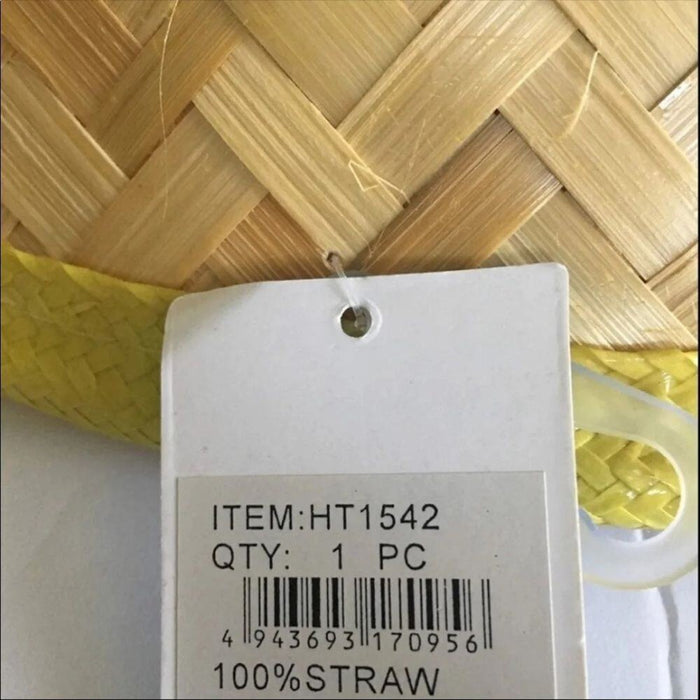 ITEM:HT1542
QTY: 1 PC
4 943693 170956
100%STRAW